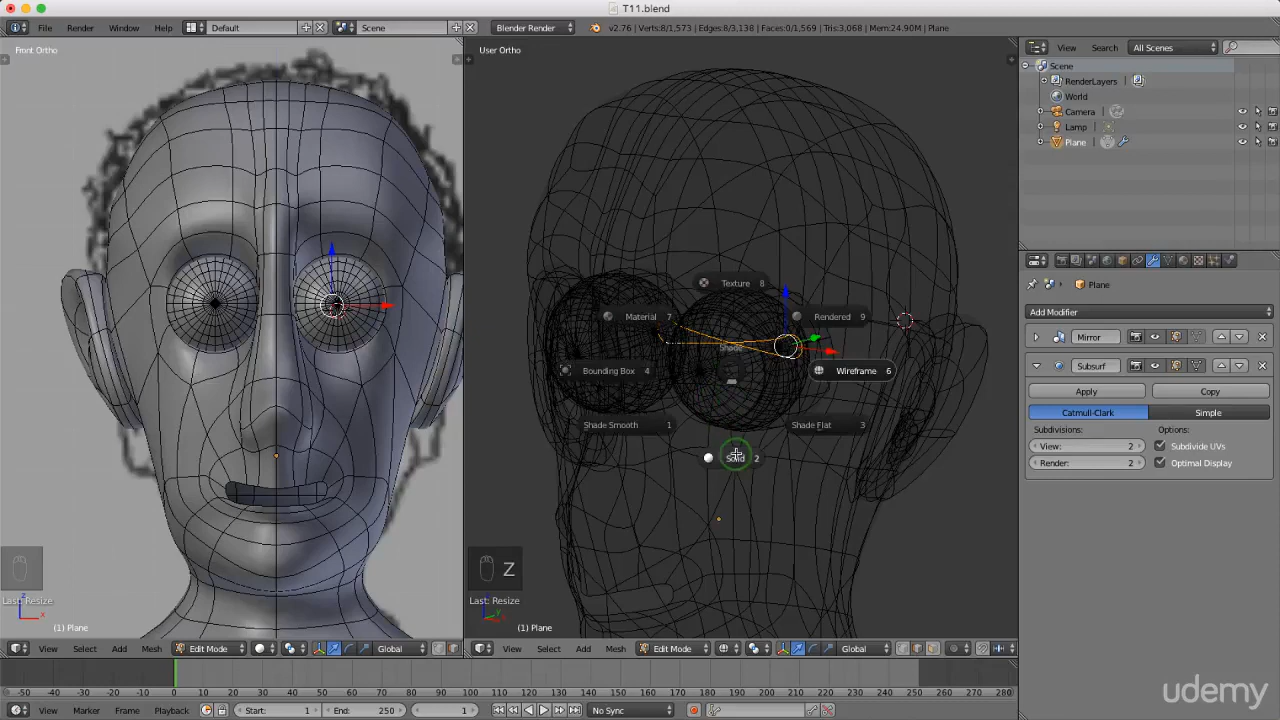 T11.blend
File Render Window Help Default Scene Blender Render v2.76 | Verts:8/1,573 | Edges:8/3,138 | Faces:0/1,569 | Tris:3,068 | Mem:24.90M | Plane
Front Ortho
User Ortho
View Search All Scenes
Scene
RenderLayers
World
Camera
Lamp
Plane
Plane
Add Modifier
Mirror
Subsurf
Apply Copy
Catmull-Clark Simple
Subdivisions: Options:
View: 2 Subdivide UVs
Render: 2 Optimal Display
Texture 8
Material 7 Rendered 9
Shade
Bounding Box 4 Wireframe 6
Shade Smooth 1 Shade Flat 3
Solid 2
Z
Last: Resize
Last: Resize
z x
z y x
(1) Plane
(1) Plane
View Select Add Mesh Edit Mode Global
View Select Add Mesh Edit Mode Global
-50 -40 -30 -20 -10 0 10 20 30 40 50 60 70 80 90 100 110 120 130 140 150 160 170 180 190 200 210 220 230 240 250 260 270 280
View Marker Frame Playback Start: 1 End: 250 1 No Sync
udemy